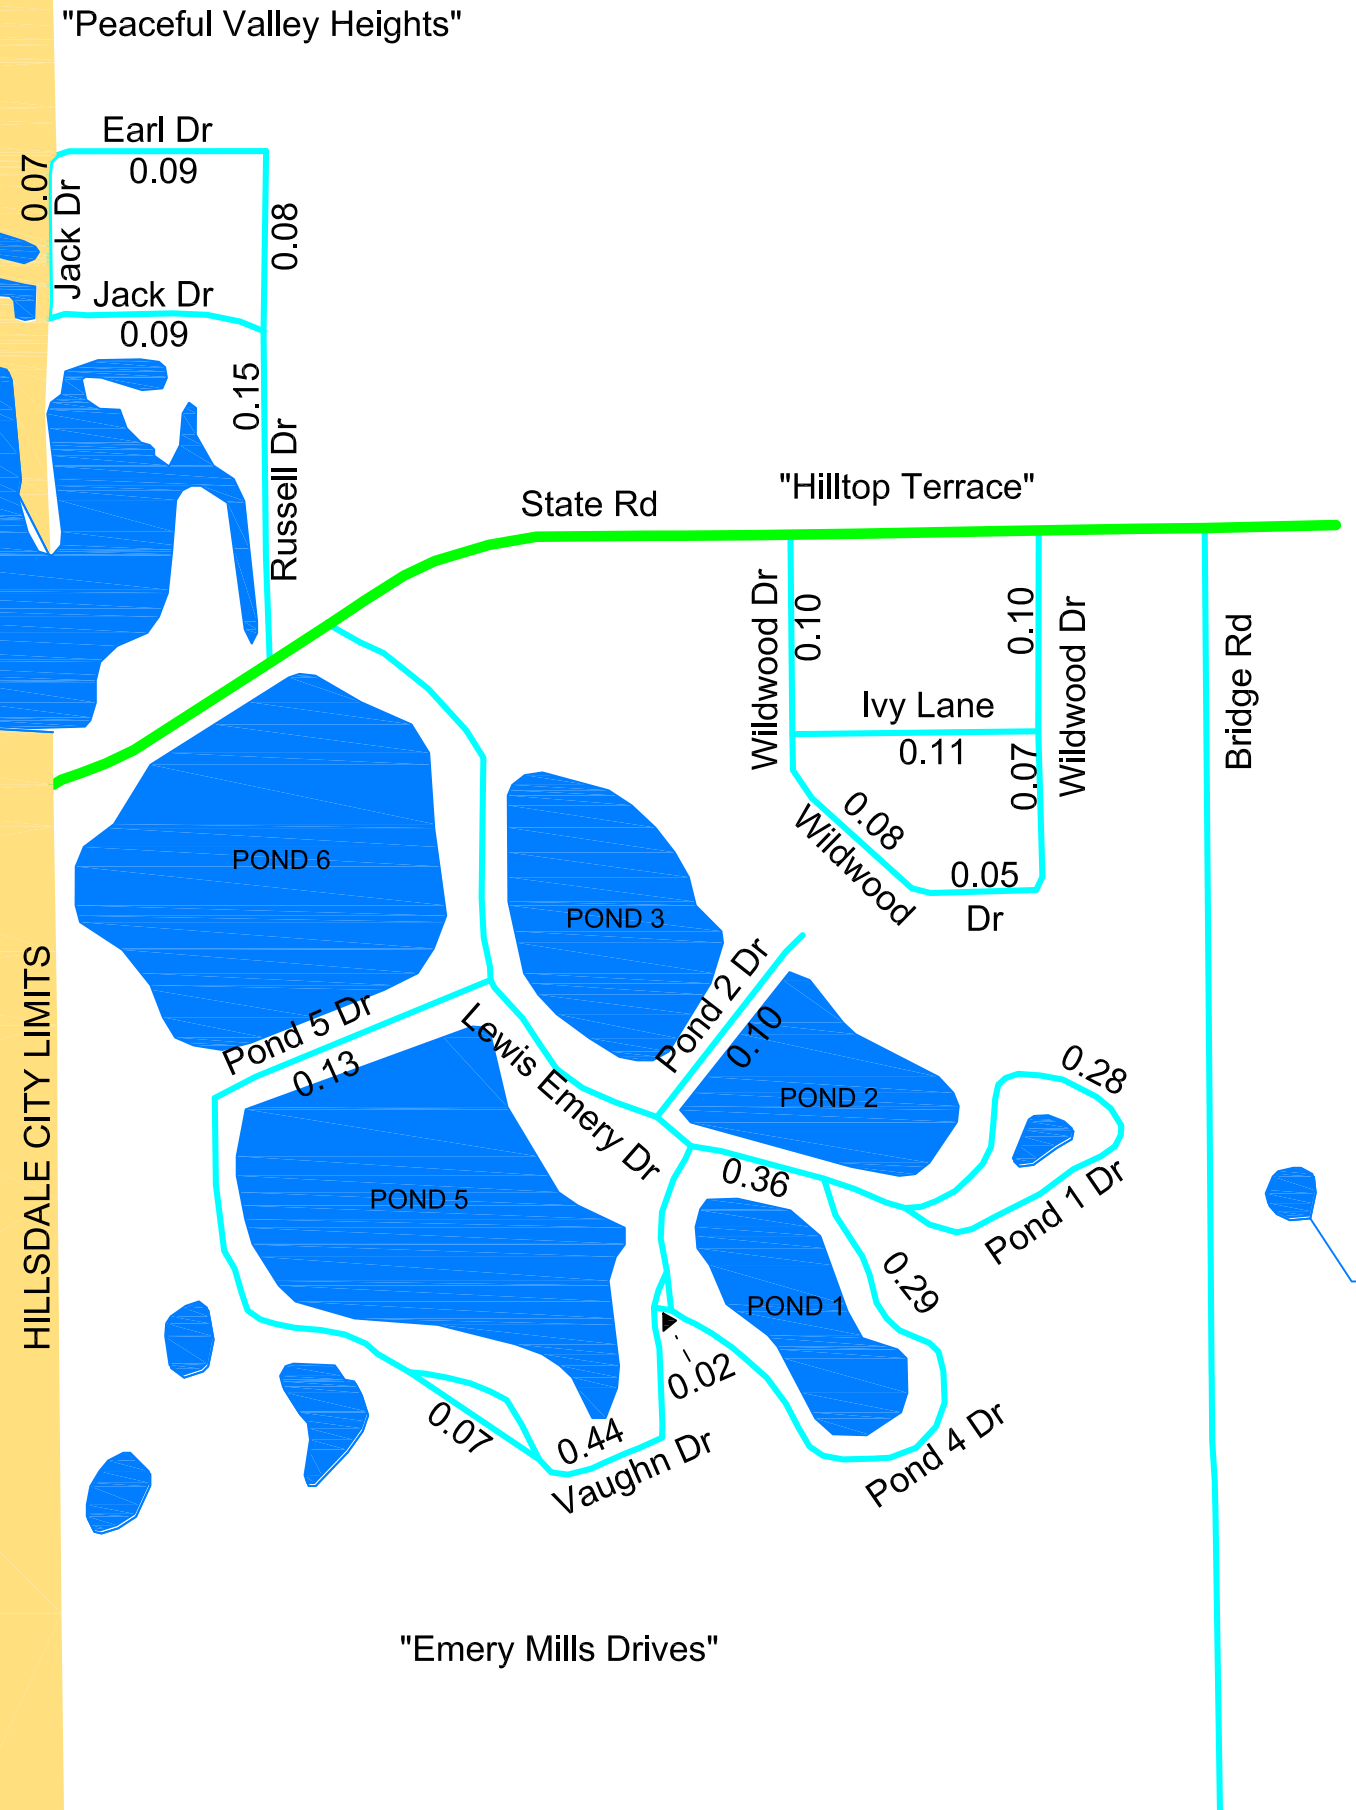 "Peaceful Valley Heights"
Earl Dr
0.09
0.07
Jack Dr
0.08
Jack Dr
0.09
0.15
Russell Dr
State Rd
"Hilltop Terrace"
Wildwood Dr
0.10
0.10
Wildwood Dr
Bridge Rd
Ivy Lane
0.11
0.07
0.08
Wildwood
0.05
Dr
POND 6
POND 3
HILLSDALE CITY LIMITS
Pond 5 Dr
0.13
Lewis Emery Dr
Pond 2 Dr
0.10
POND 2
0.28
POND 5
0.36
Pond 1 Dr
0.29
POND 1
0.02
0.07
0.44
Vaughn Dr
Pond 4 Dr
"Emery Mills Drives"